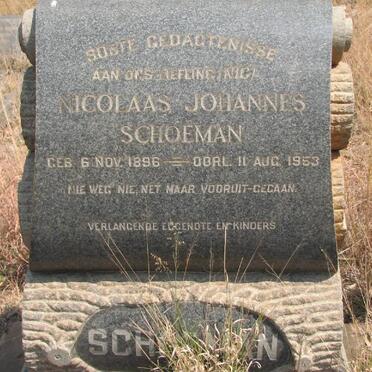 SOETE GEDAGTENISSE
AAN ONS LIEFLING (NIC)
NICOLAAS JOHANNES
SCHOEMAN
GEB. 6 NOV. 1896 OORL. 11 AUG. 1953
NIE WEG NIE, NET MAAR VOORUIT-GEGAAN.
VERLANGENDE EGGENOTE EN KINDERS
SCHOEMAN